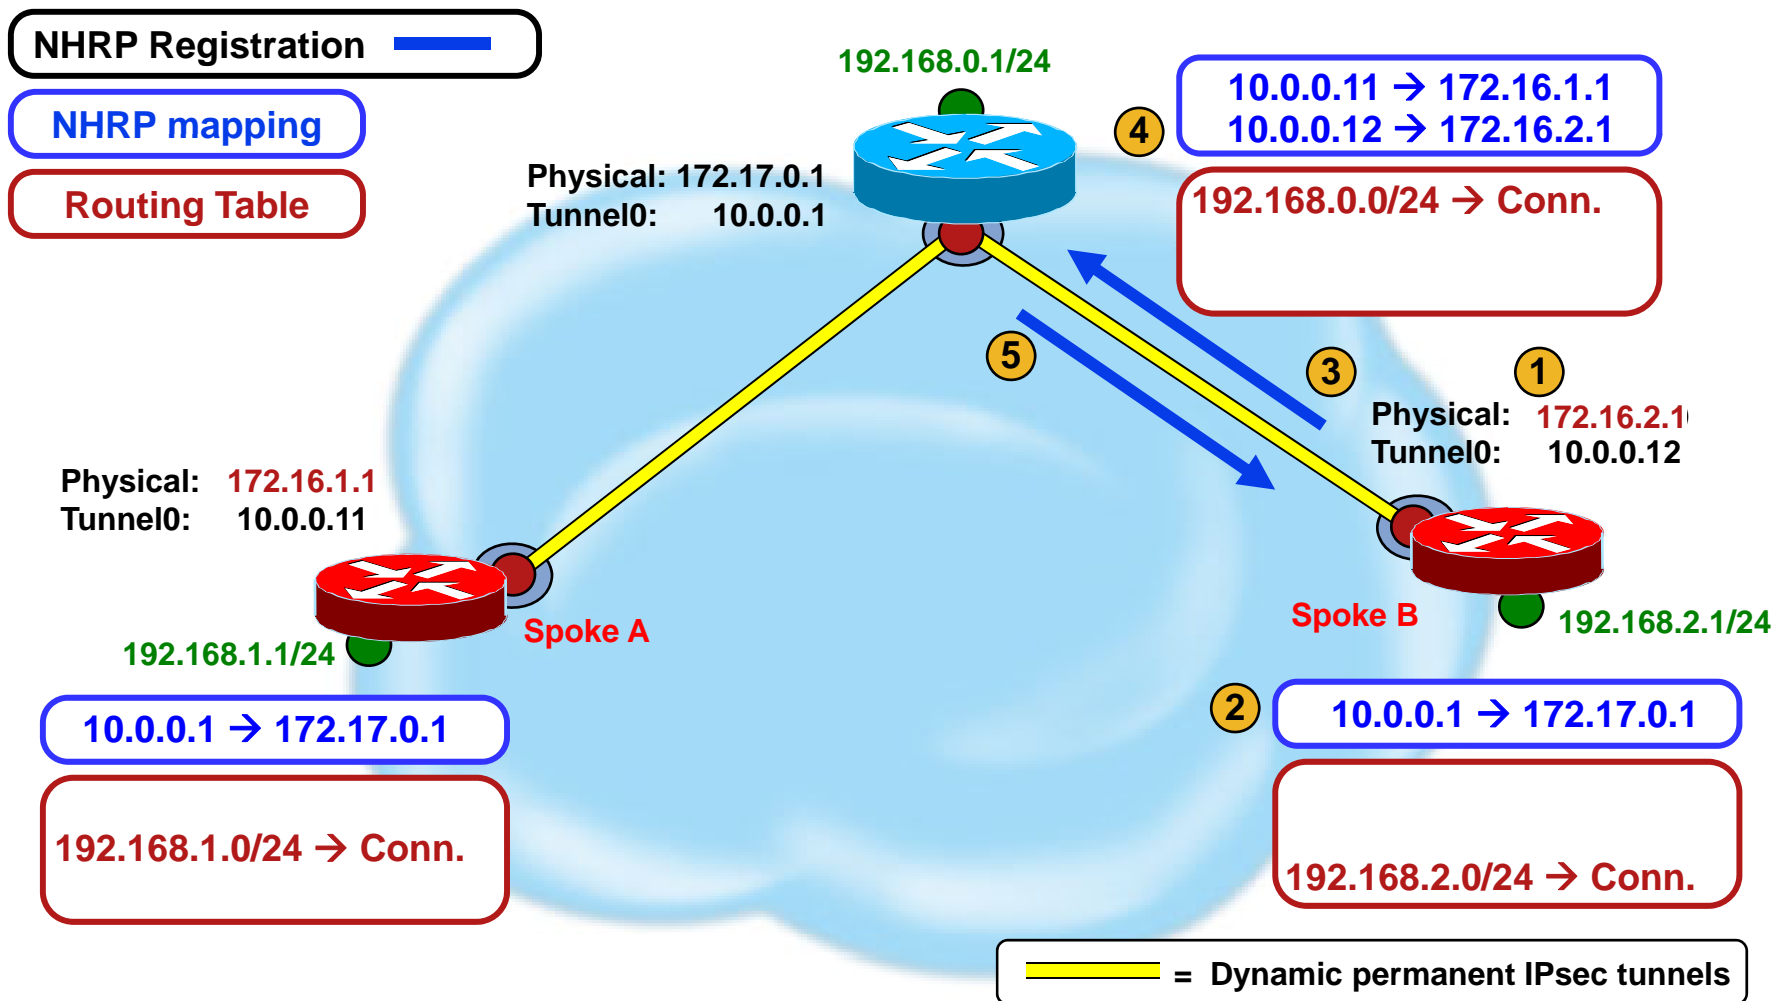 NHRP Registration
NHRP mapping
Routing Table
192.168.0.1/24
Physical: 172.17.0.1
Tunnel0: 10.0.0.1
4
10.0.0.11 → 172.16.1.1
10.0.0.12 → 172.16.2.1
192.168.0.0/24 → Conn.
5
3
1
Physical: 172.16.2.1
Tunnel0: 10.0.0.12
Physical: 172.16.1.1
Tunnel0: 10.0.0.11
Spoke A
192.168.1.1/24
Spoke B
192.168.2.1/24
10.0.0.1 → 172.17.0.1
192.168.1.0/24 → Conn.
2
10.0.0.1 → 172.17.0.1
192.168.2.0/24 → Conn.
= Dynamic permanent IPsec tunnels